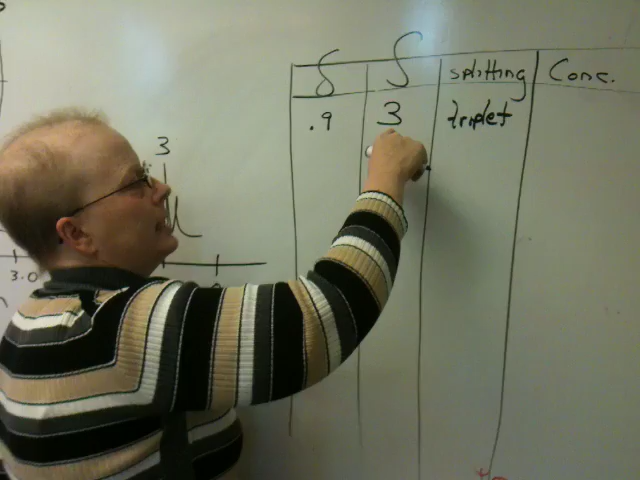 δ ∫ splitting Conc.
.9 3 triplet
3
3.0